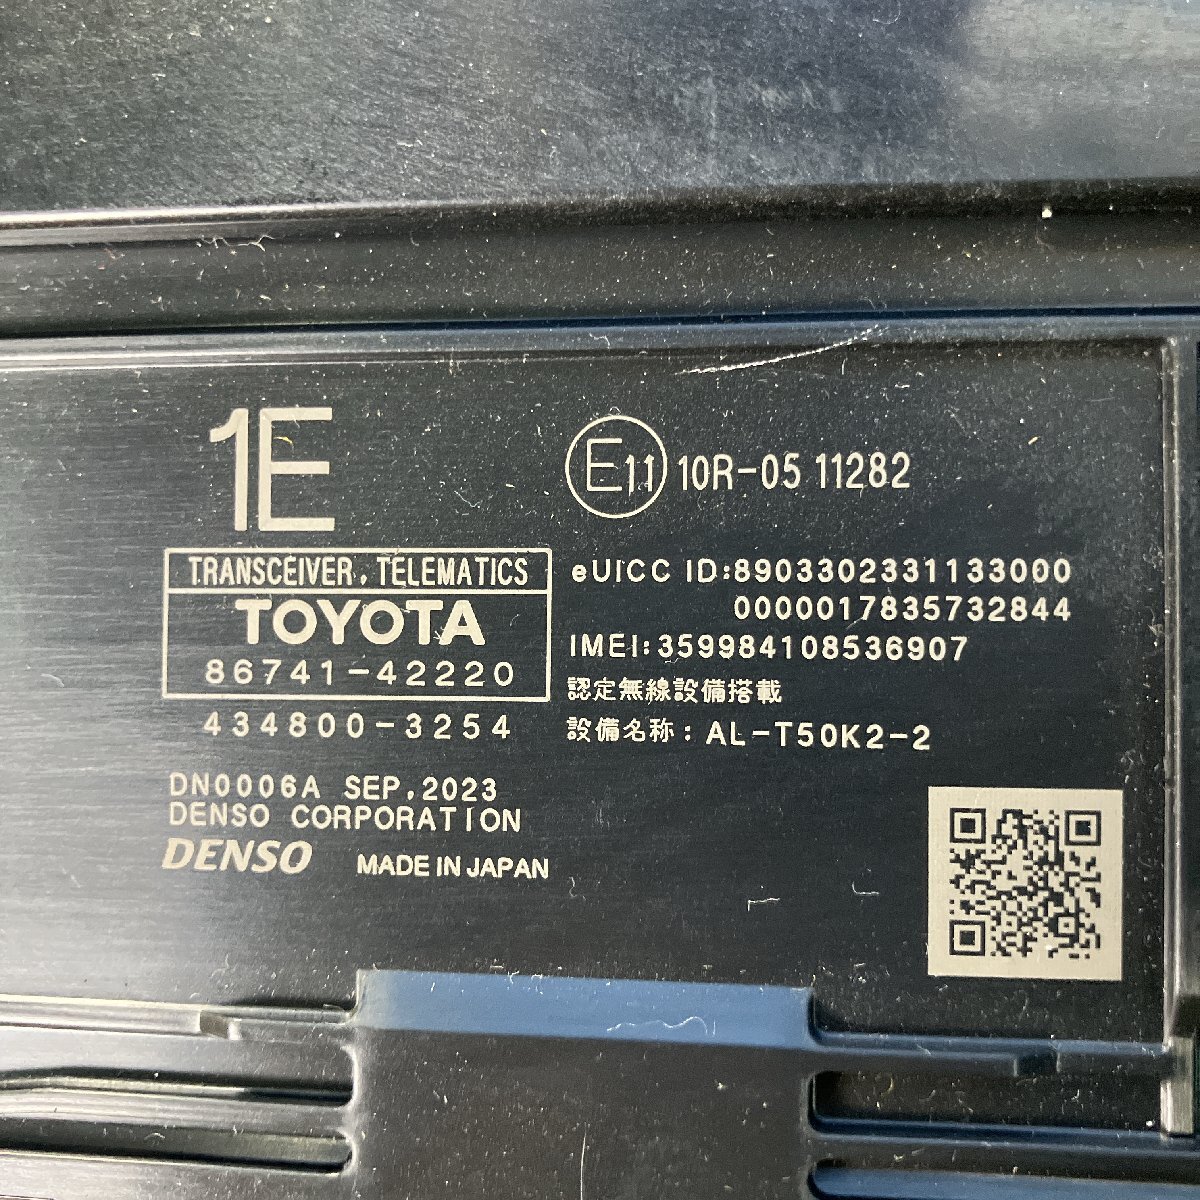 1E
TRANSCEIVER, TELEMATICS
TOYOTA
86741-42220
434800-3254
DN0006A SEP,2023
DENSO CORPORATION
DENSO MADE IN JAPAN
E11 10R-05 11282
eUICC ID:8903302331133000
0000017835732844
IMEI:359984108536907
認定無線設備搭載
設備名称: AL-T50K2-2